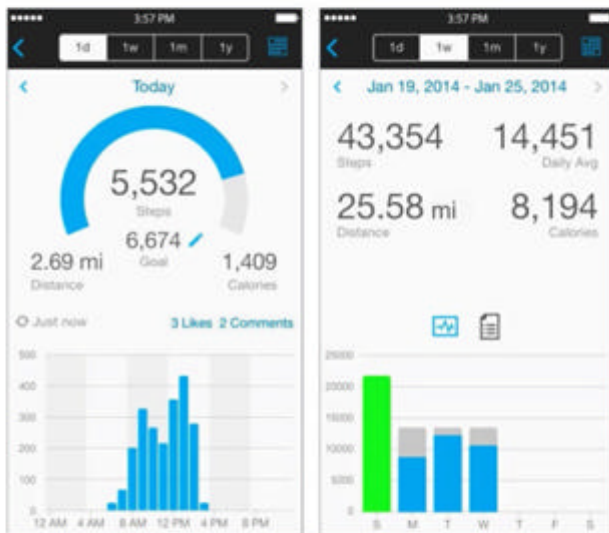 3:57 PM
1d 1w 1m 1y
Today
5,532
Steps
6,674
Goal
2.69 mi
Distance
1,409
Calories
Just now
3 Likes 2 Comments
500
400
300
200
100
0
12 AM 4 AM 8 AM 12 PM 4 PM 8 PM
3:57 PM
1d 1w 1m 1y
Jan 19, 2014 - Jan 25, 2014
43,354
Steps
14,451
Daily Avg
25.58 mi
Distance
8,194
Calories
25000
20000
15000
10000
5000
0
S M T W T F S